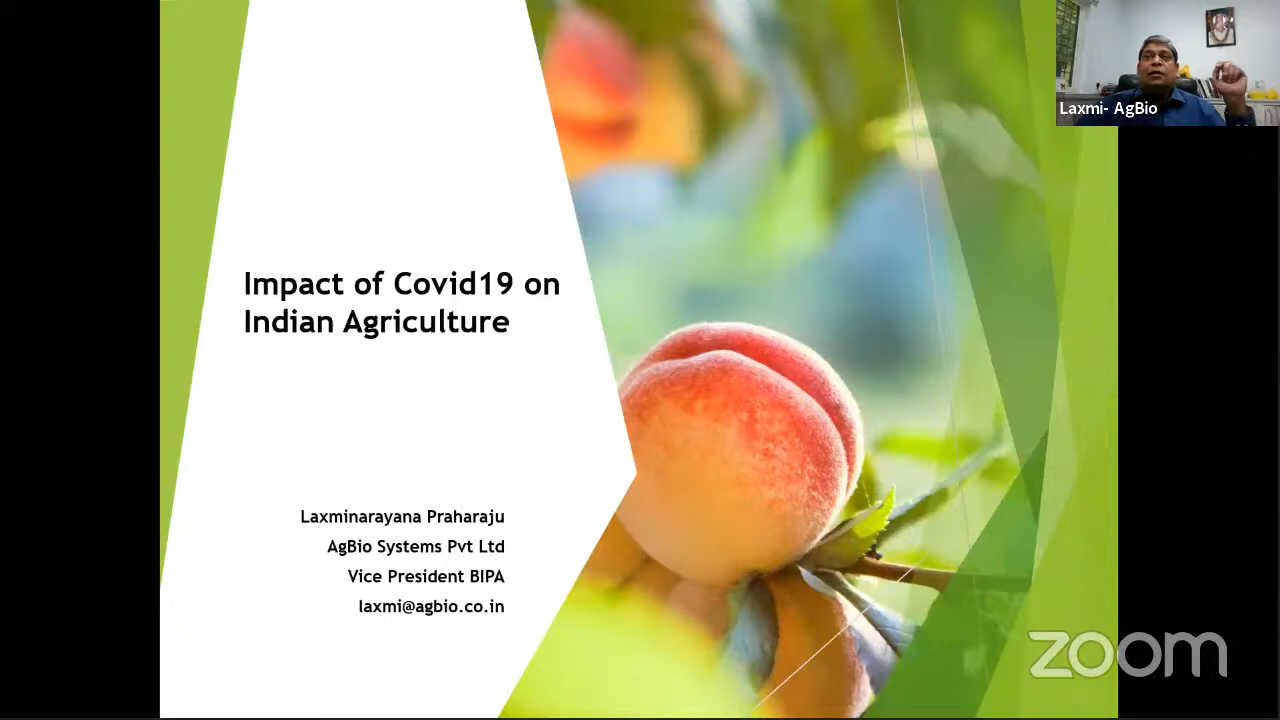 Laxmi- AgBio
Impact of Covid19 on
Indian Agriculture
Laxminarayana Praharaju
AgBio Systems Pvt Ltd
Vice President BIPA
laxmi@agbio.co.in
zoom